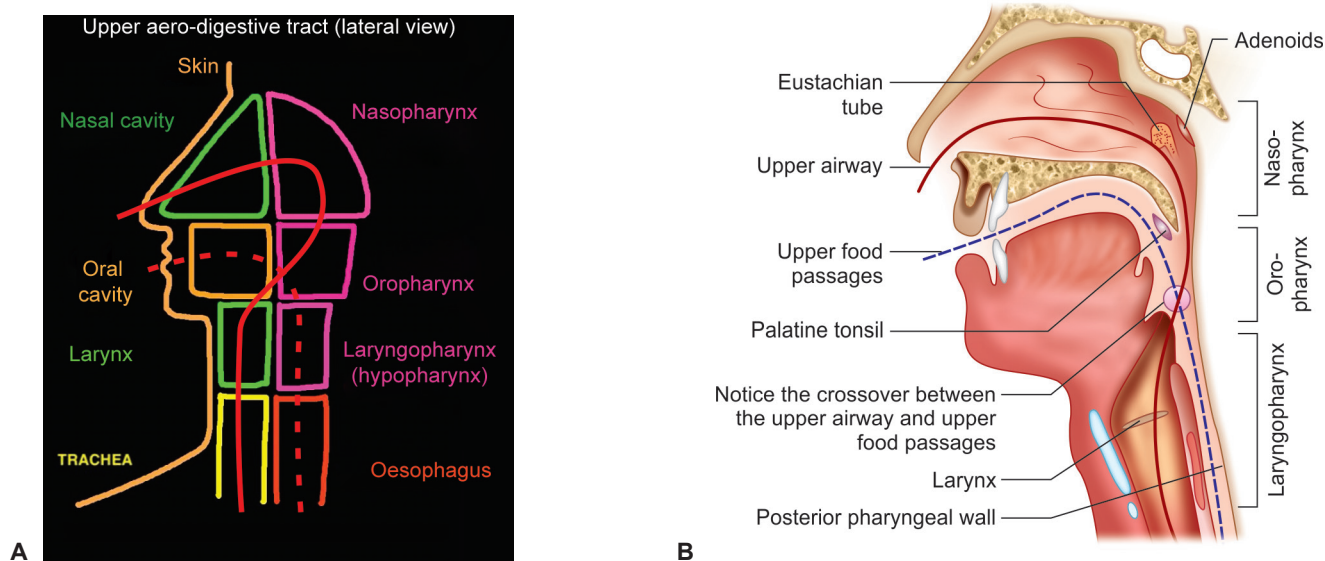 Upper aero-digestive tract (lateral view)
Skin
Nasal cavity
Nasopharynx
Oral
cavity
Oropharynx
Larynx
Laryngopharynx
(hypopharynx)
TRACHEA
Oesophagus
A
Adenoids
Eustachian
tube
Upper airway
Upper food
passages
Palatine tonsil
Notice the crossover between
the upper airway and upper
food passages
Larynx
Posterior pharyngeal wall
Naso-
pharynx
Oro-
pharynx
Laryngopharynx
B